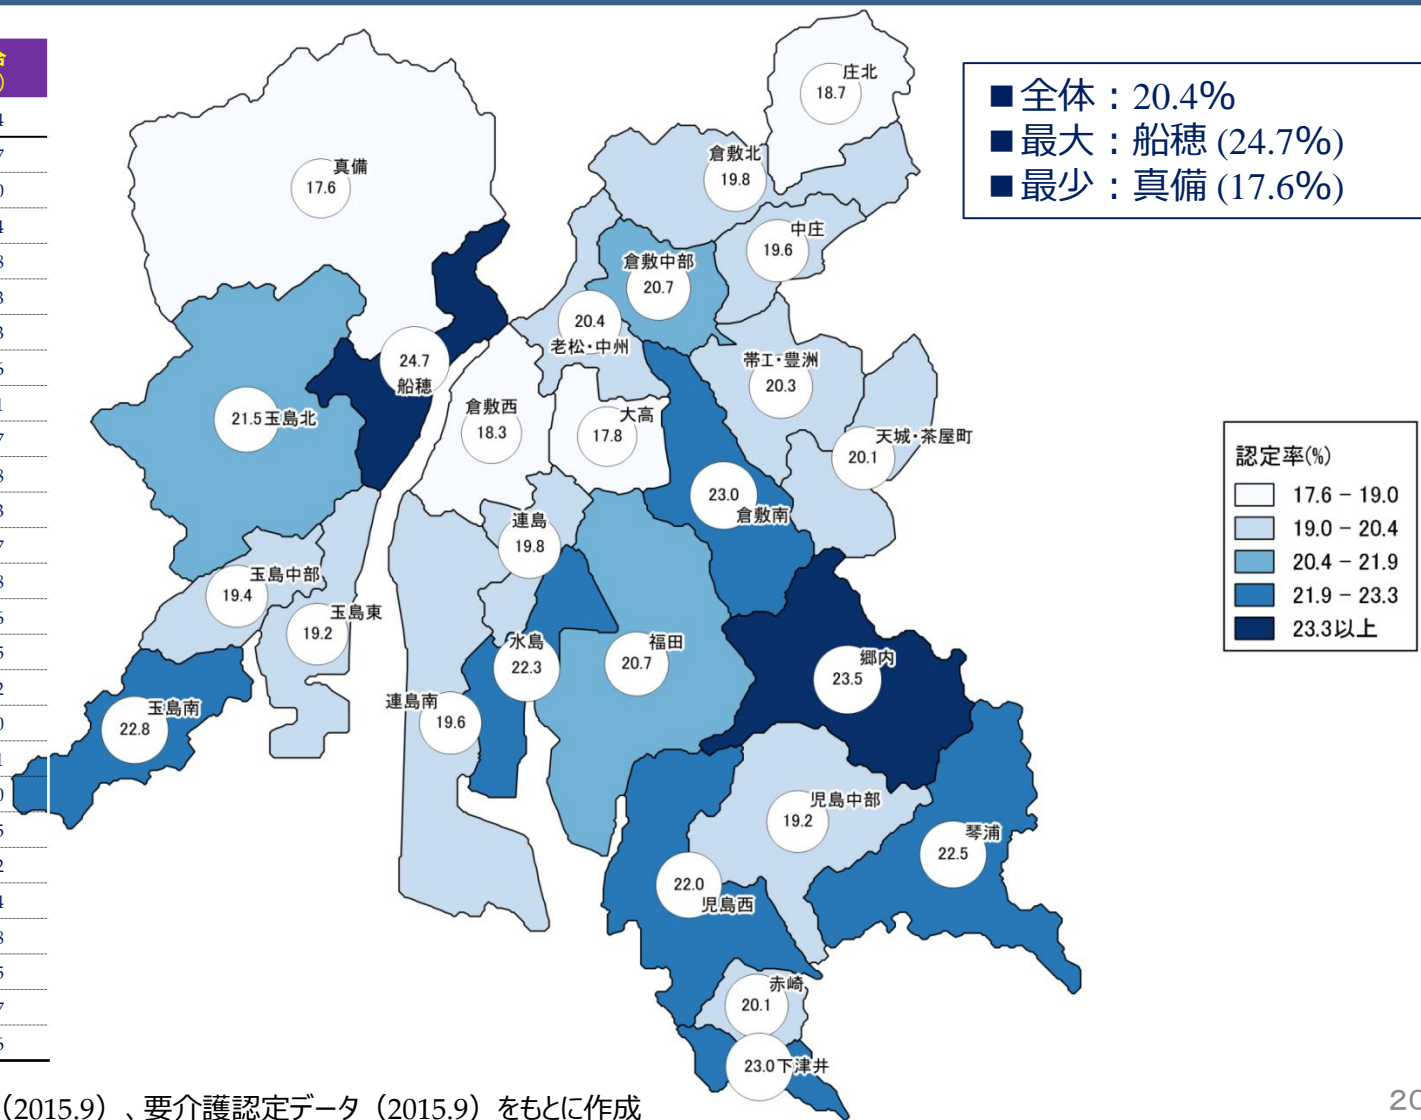 ■全体：20.4%
■最大：船穂 (24.7%)
■最少：真備 (17.6%)
庄北
18.7
真備
17.6
倉敷北
19.8
中庄
19.6
倉敷中部
20.7
20.4
老松・中州
帯江・豊洲
20.3
24.7
船穂
倉敷西
18.3
大高
17.8
21.5 玉島北
天城・茶屋町
20.1
23.0
倉敷南
連島
19.8
玉島中部
19.4
玉島東
19.2
水島
22.3
福田
20.7
郷内
23.5
玉島南
22.8
連島南
19.6
児島中部
19.2
琴浦
22.5
22.0
児島西
赤崎
20.1
23.0 下津井
認定率(%)
17.6 − 19.0
19.0 − 20.4
20.4 − 21.9
21.9 − 23.3
23.3以上
（2015.9）、要介護認定データ（2015.9）をもとに作成